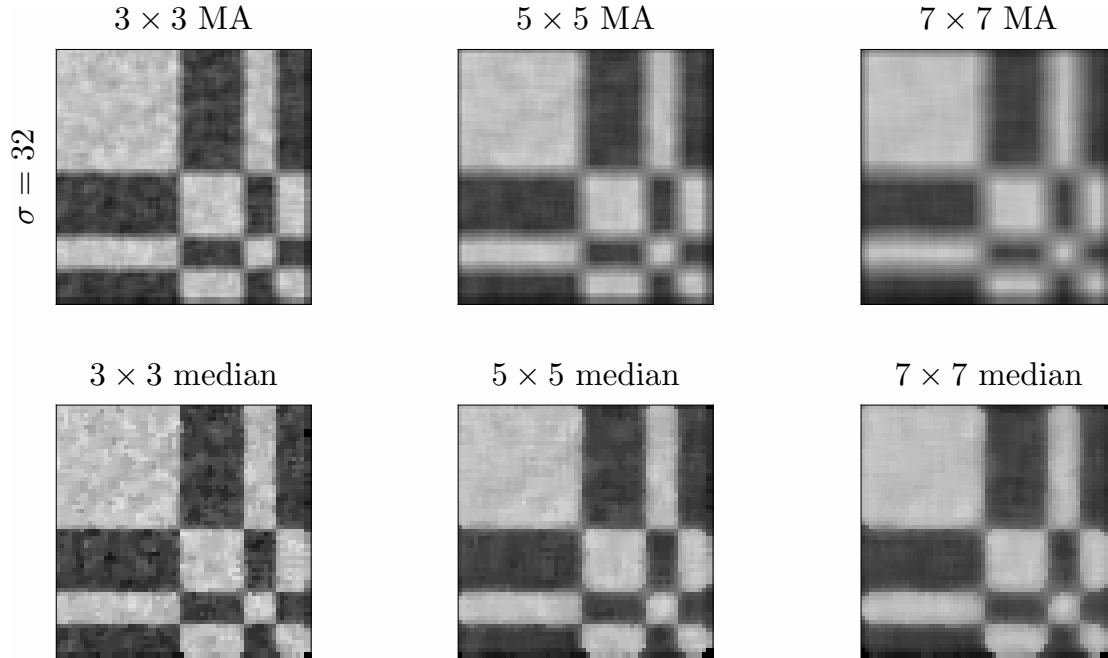 3 × 3 MA
5 × 5 MA
7 × 7 MA
σ = 32
3 × 3 median
5 × 5 median
7 × 7 median